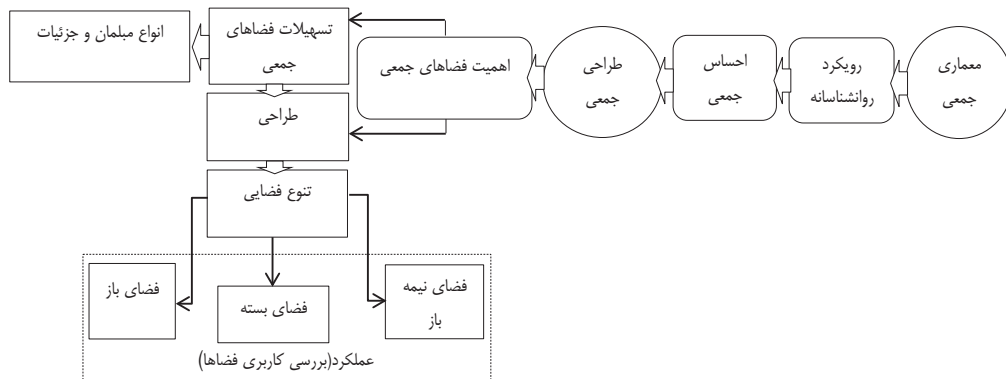 معماری
جمعی
رویکرد
روانشناسانه
احساس
جمعی
طراحی
جمعی
اهمیت فضاهای جمعی
تسهیلات فضاهای
جمعی
انواع مبلمان و جزئیات
طراحی
تنوع فضایی
فضای نیمه
باز
فضای بسته
فضای باز
عملکرد(بررسی کاربری فضاها)